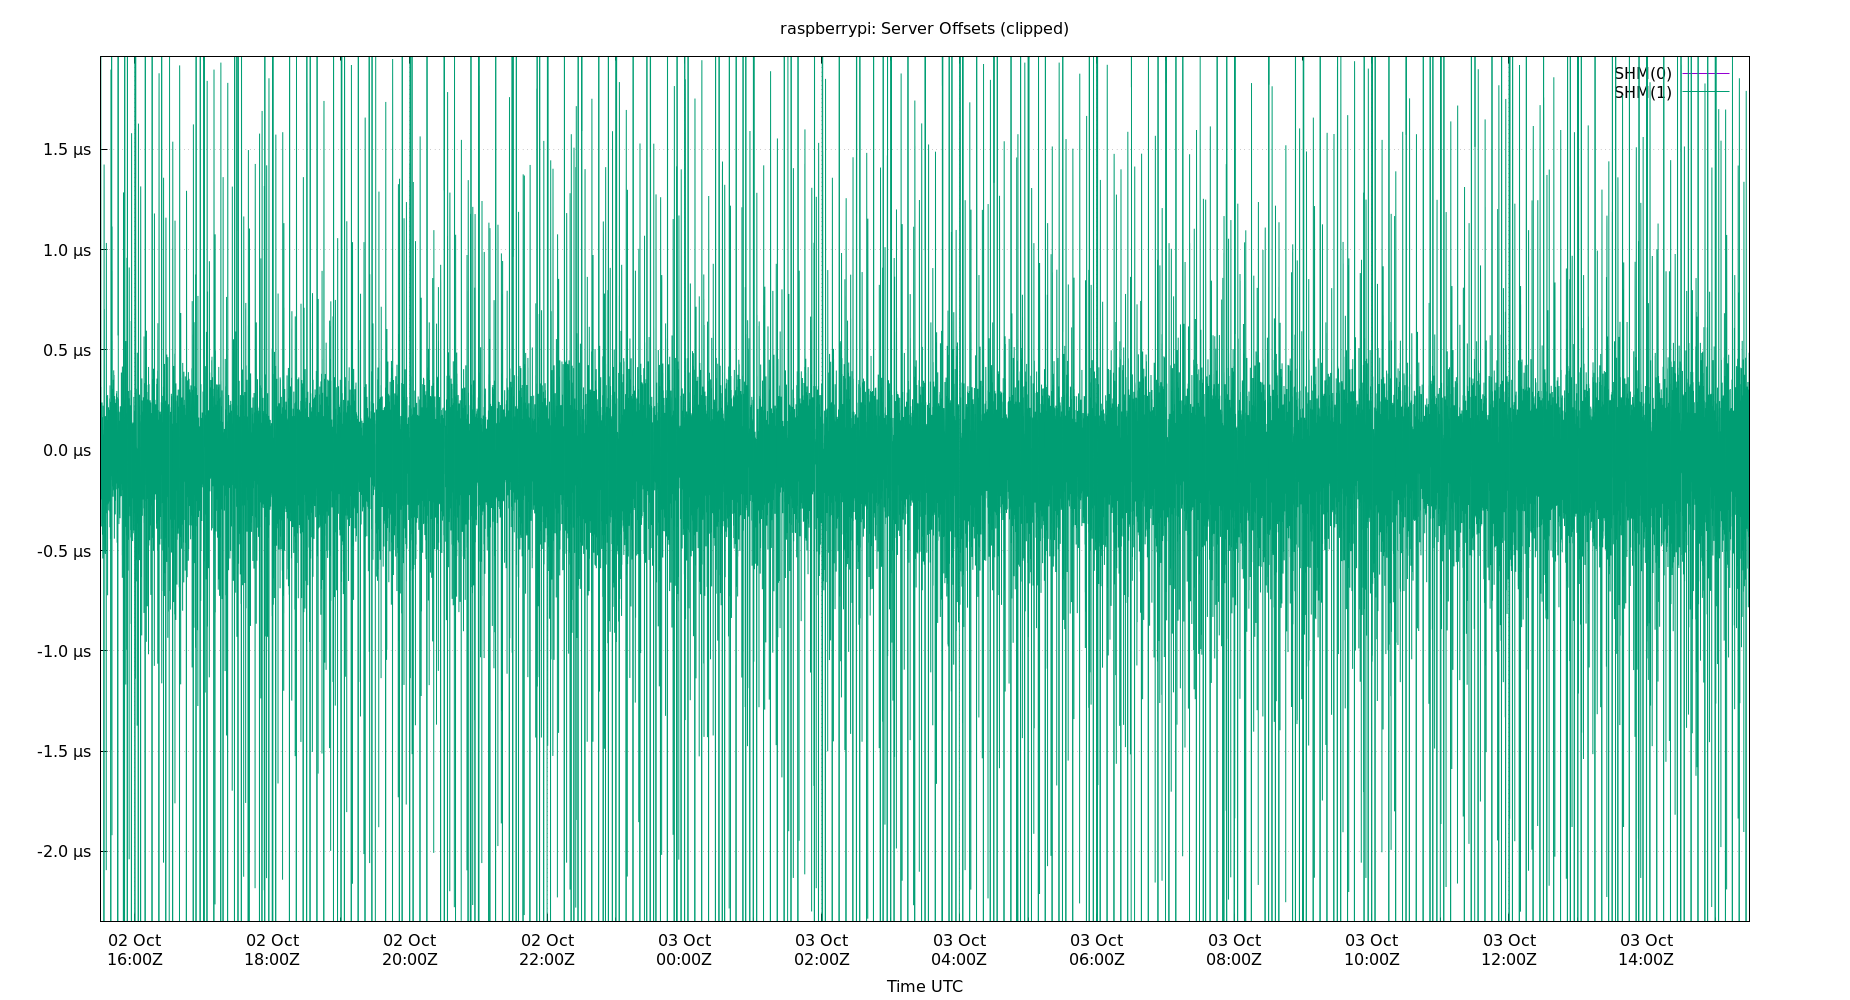 raspberrypi: Server Offsets (clipped)
SHM(0)
SHM(1)
1.5 µs
1.0 µs
0.5 µs
0.0 µs
-0.5 µs
-1.0 µs
-1.5 µs
-2.0 µs
02 Oct 02 Oct 02 Oct 02 Oct 03 Oct 03 Oct 03 Oct 03 Oct 03 Oct 03 Oct 03 Oct 03 Oct
16:00Z 18:00Z 20:00Z 22:00Z 00:00Z 02:00Z 04:00Z 06:00Z 08:00Z 10:00Z 12:00Z 14:00Z
Time UTC